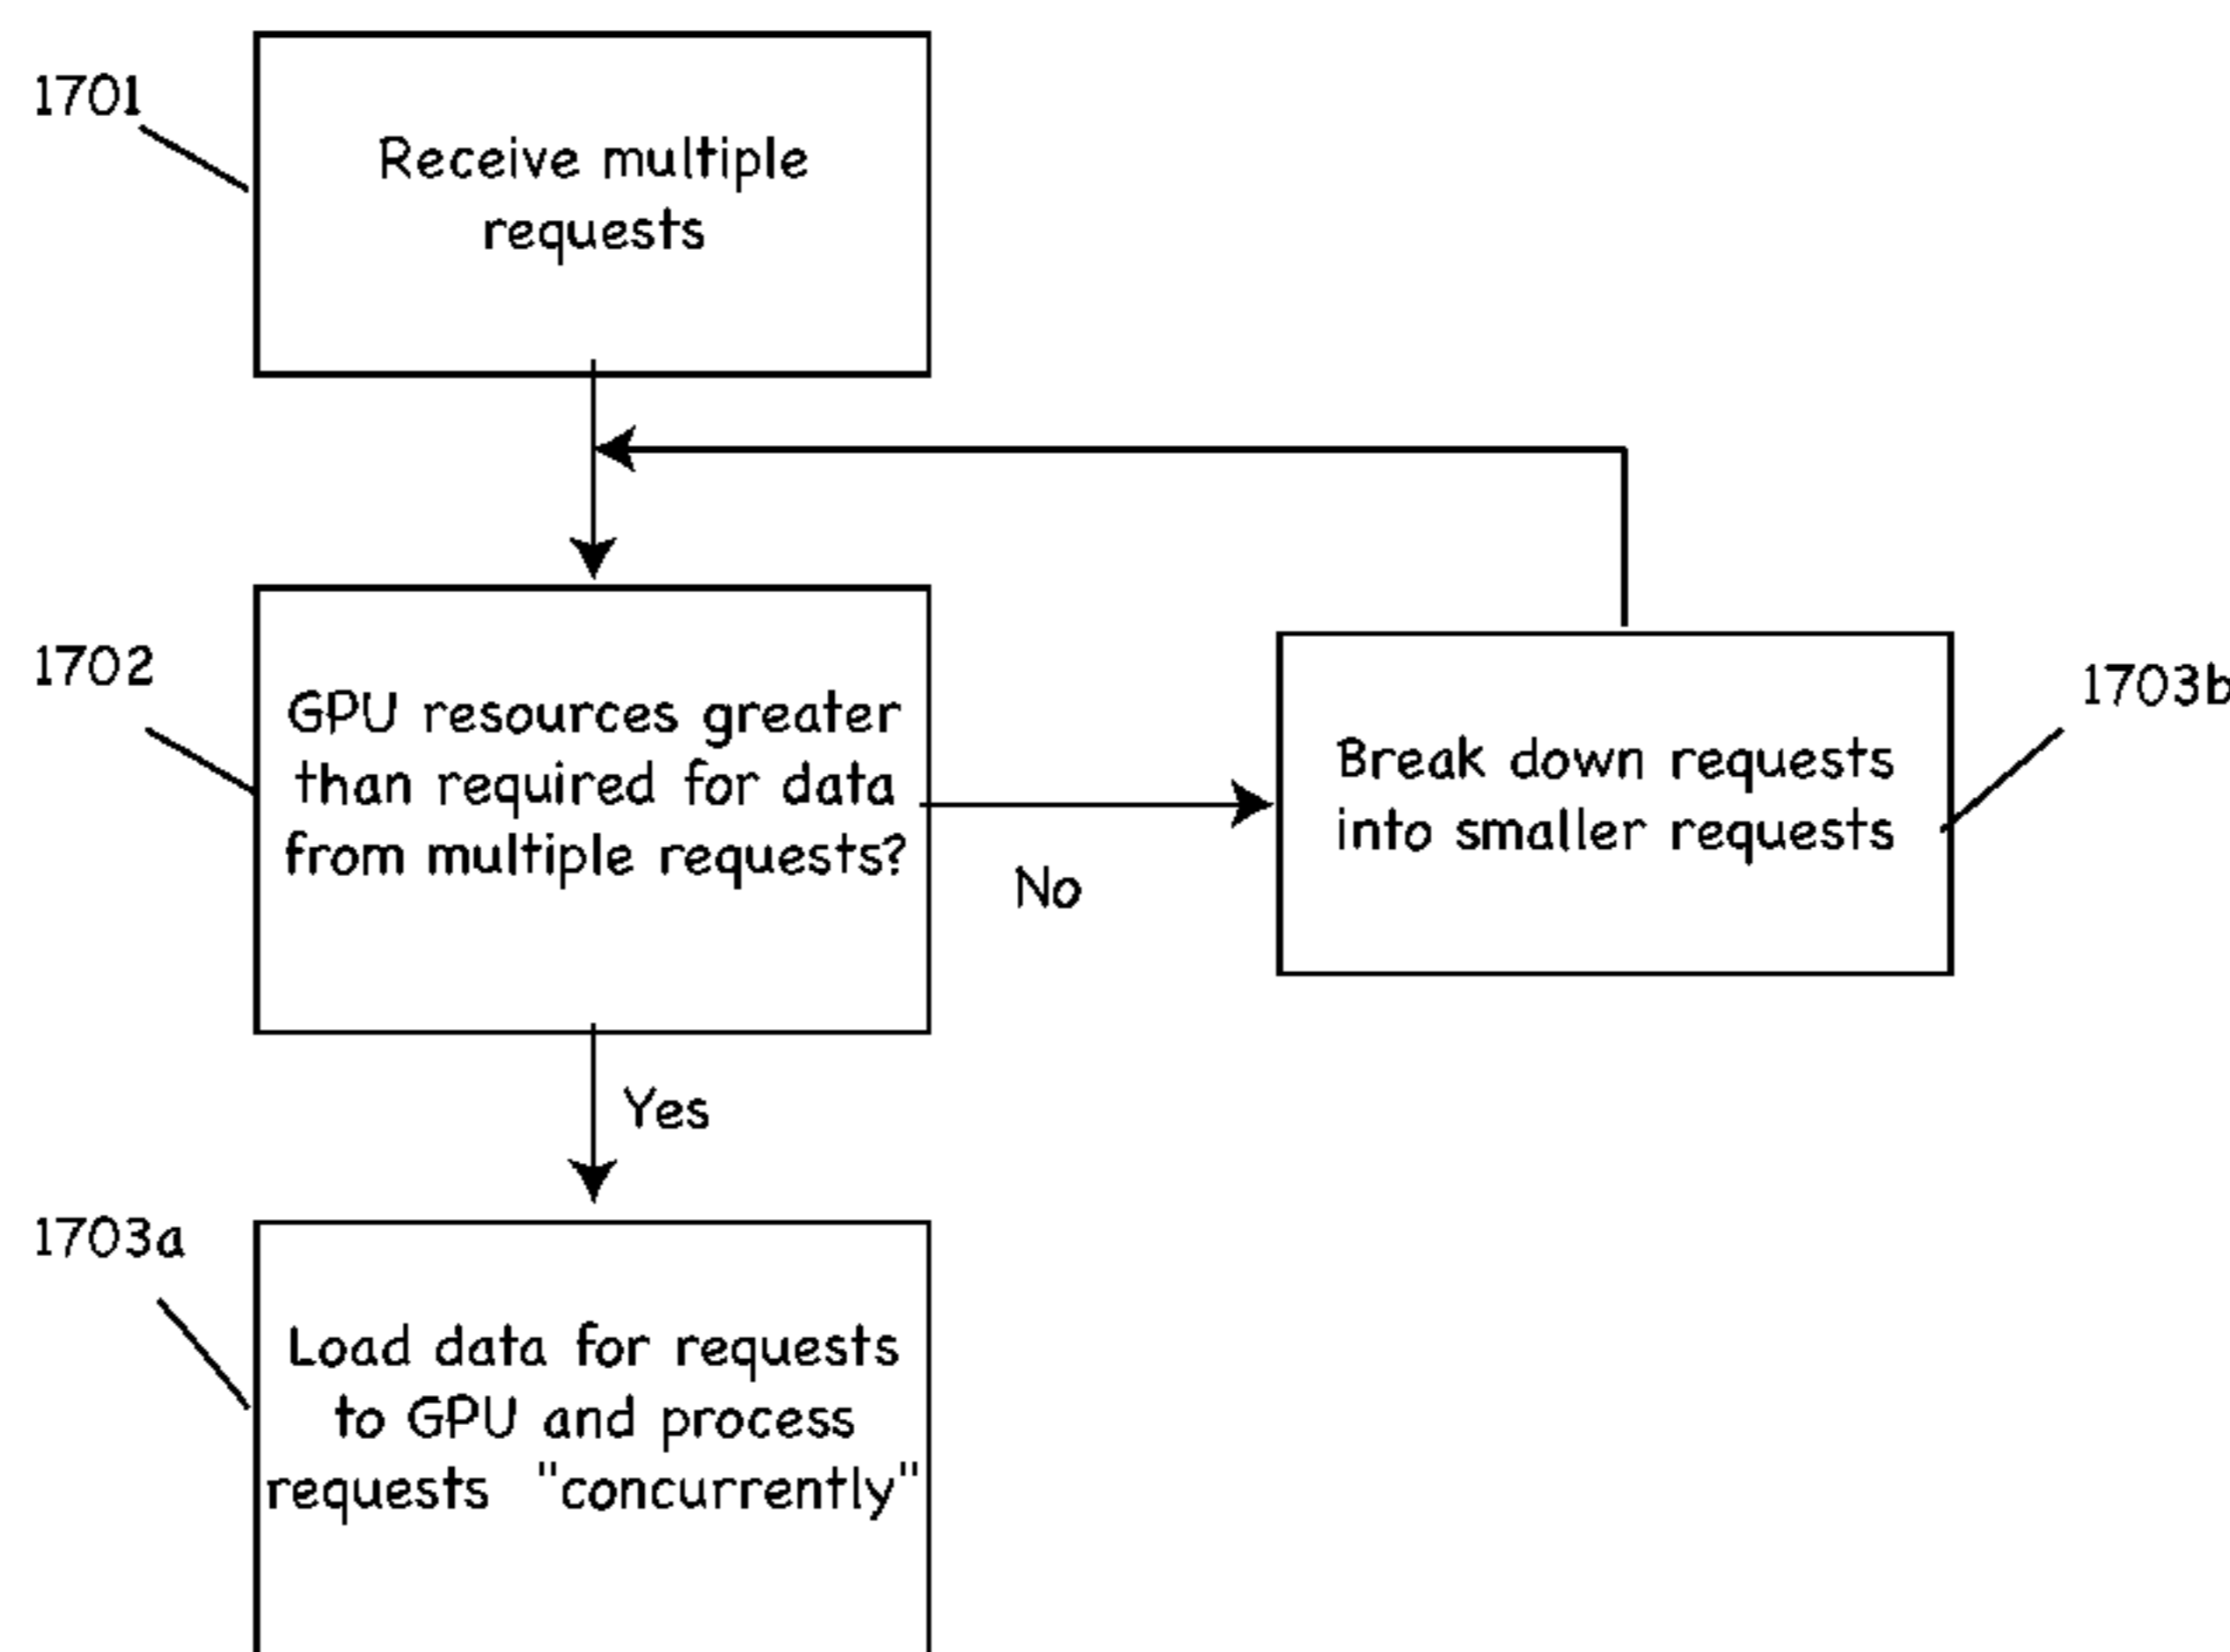 1701
Receive multiple
requests
1702
GPU resources greater
than required for data
from multiple requests?
No
Break down requests
into smaller requests
1703b
Yes
1703a
Load data for requests
to GPU and process
requests "concurrently"